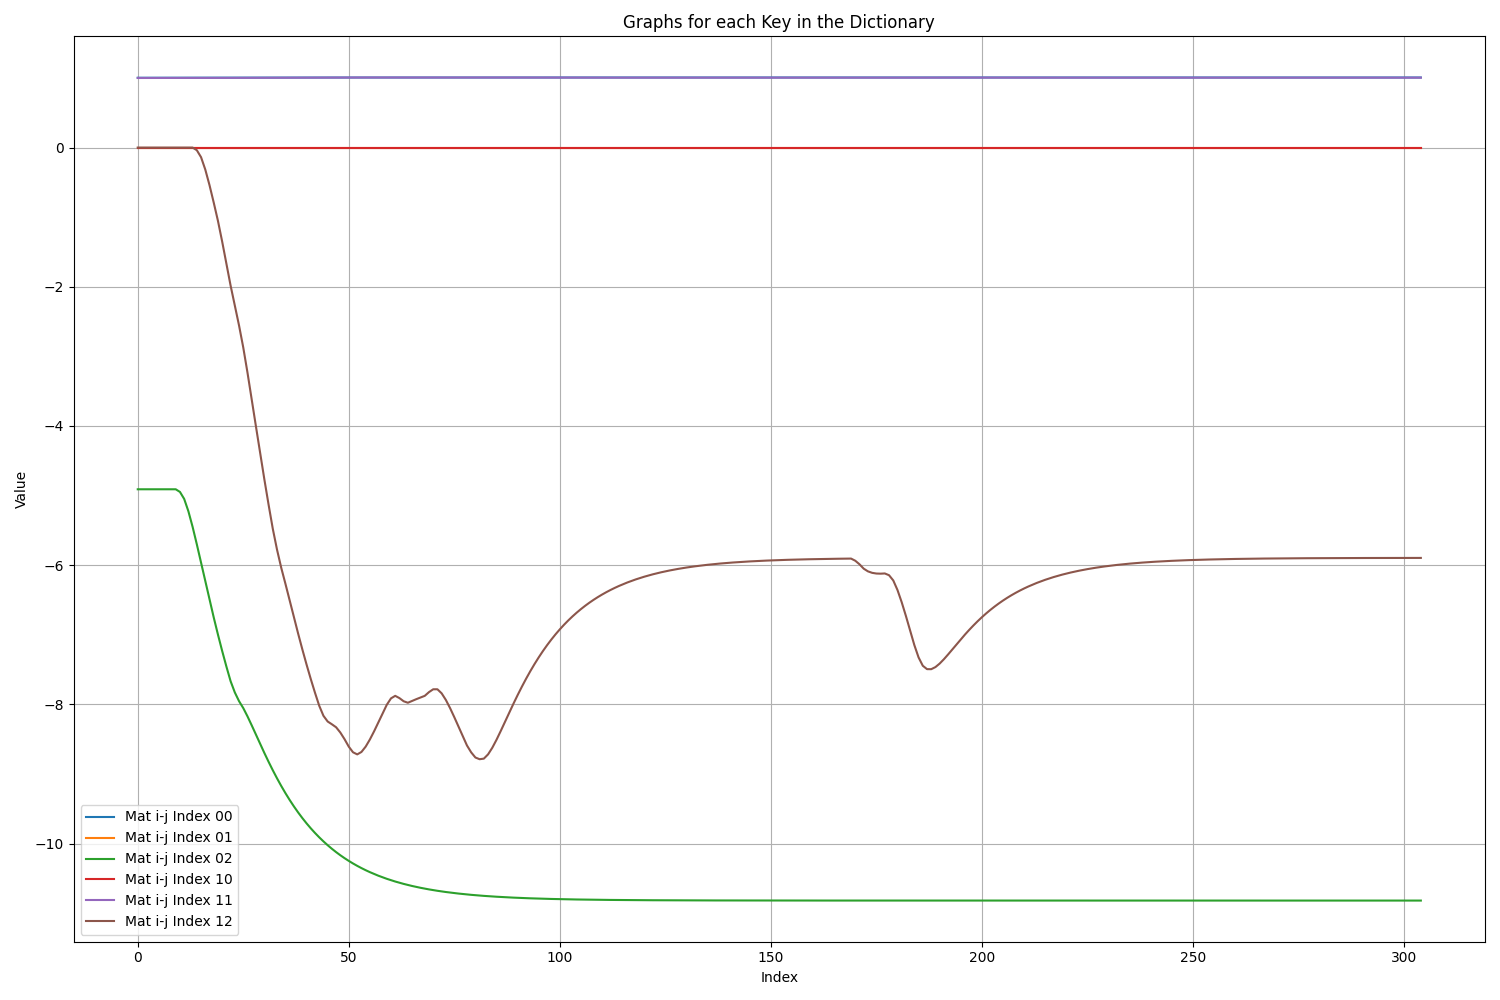 Graphs for each Key in the Dictionary
Value
0
−2
−4
−6
−8
−10
Mat i-j Index 00
Mat i-j Index 01
Mat i-j Index 02
Mat i-j Index 10
Mat i-j Index 11
Mat i-j Index 12
0 50 100 150 200 250 300
Index